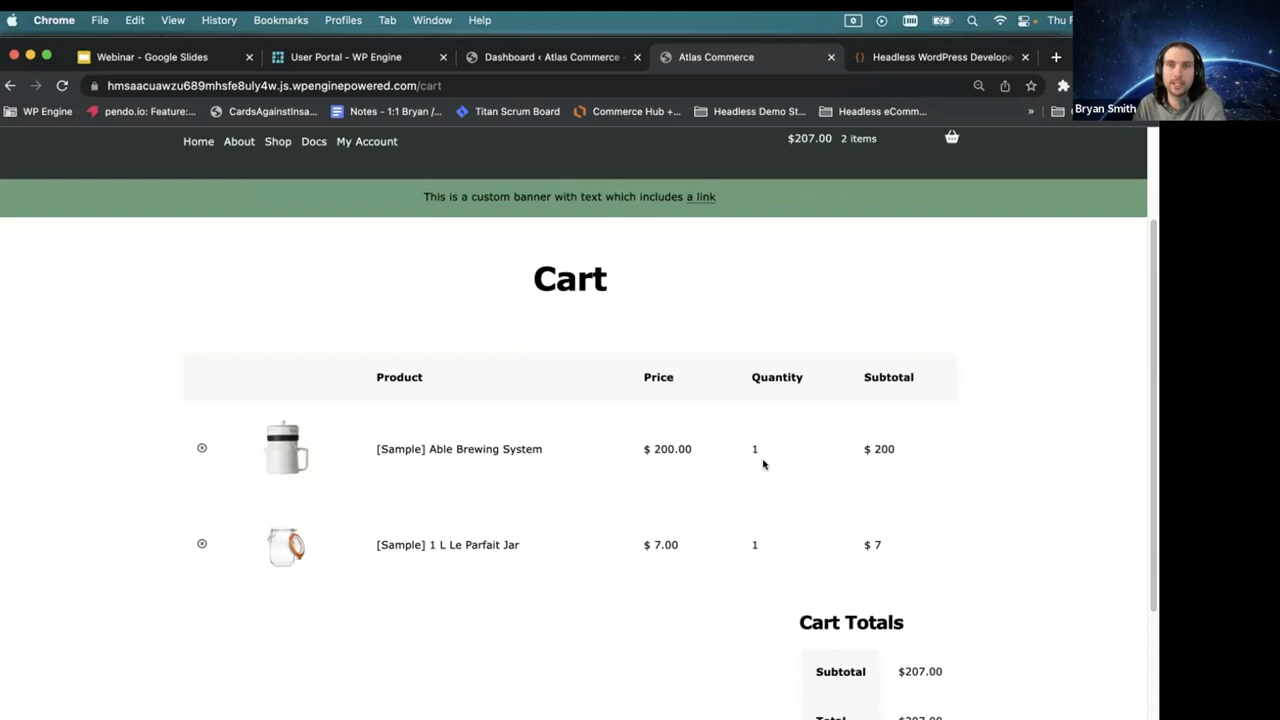 Chrome File Edit View History Bookmarks Profiles Tab Window Help
Webinar - Google Slides
User Portal - WP Engine
Dashboard ‹ Atlas Commerce
Atlas Commerce
Headless WordPress Develope
hmsaacuawzu689mhsfe8uly4w.js.wpenginepowered.com/cart
WP Engine
pendo.io: Feature:...
CardsAgainstInsa...
Notes - 1:1 Bryan /...
Titan Scrum Board
Commerce Hub +...
Headless Demo St...
Headless eComm...
»
Bryan Smith
Home About Shop Docs My Account
$207.00 2 items
This is a custom banner with text which includes a link
Cart
Product Price Quantity Subtotal
[Sample] Able Brewing System $ 200.00 1 $ 200
[Sample] 1 L Le Parfait Jar $ 7.00 1 $ 7
Cart Totals
Subtotal $207.00